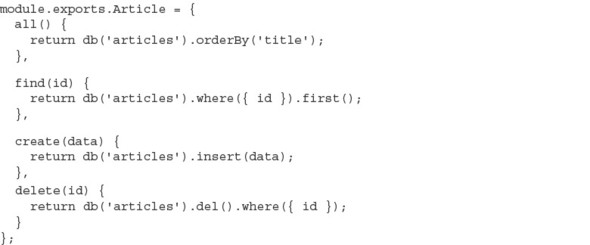 module.exports.Article = {
  all() {
    return db('articles').orderBy('title');
  },
  find(id) {
    return db('articles').where({ id }).first();
  },
  create(data) {
    return db('articles').insert(data);
  },
  delete(id) {
    return db('articles').del().where({ id });
  }
};